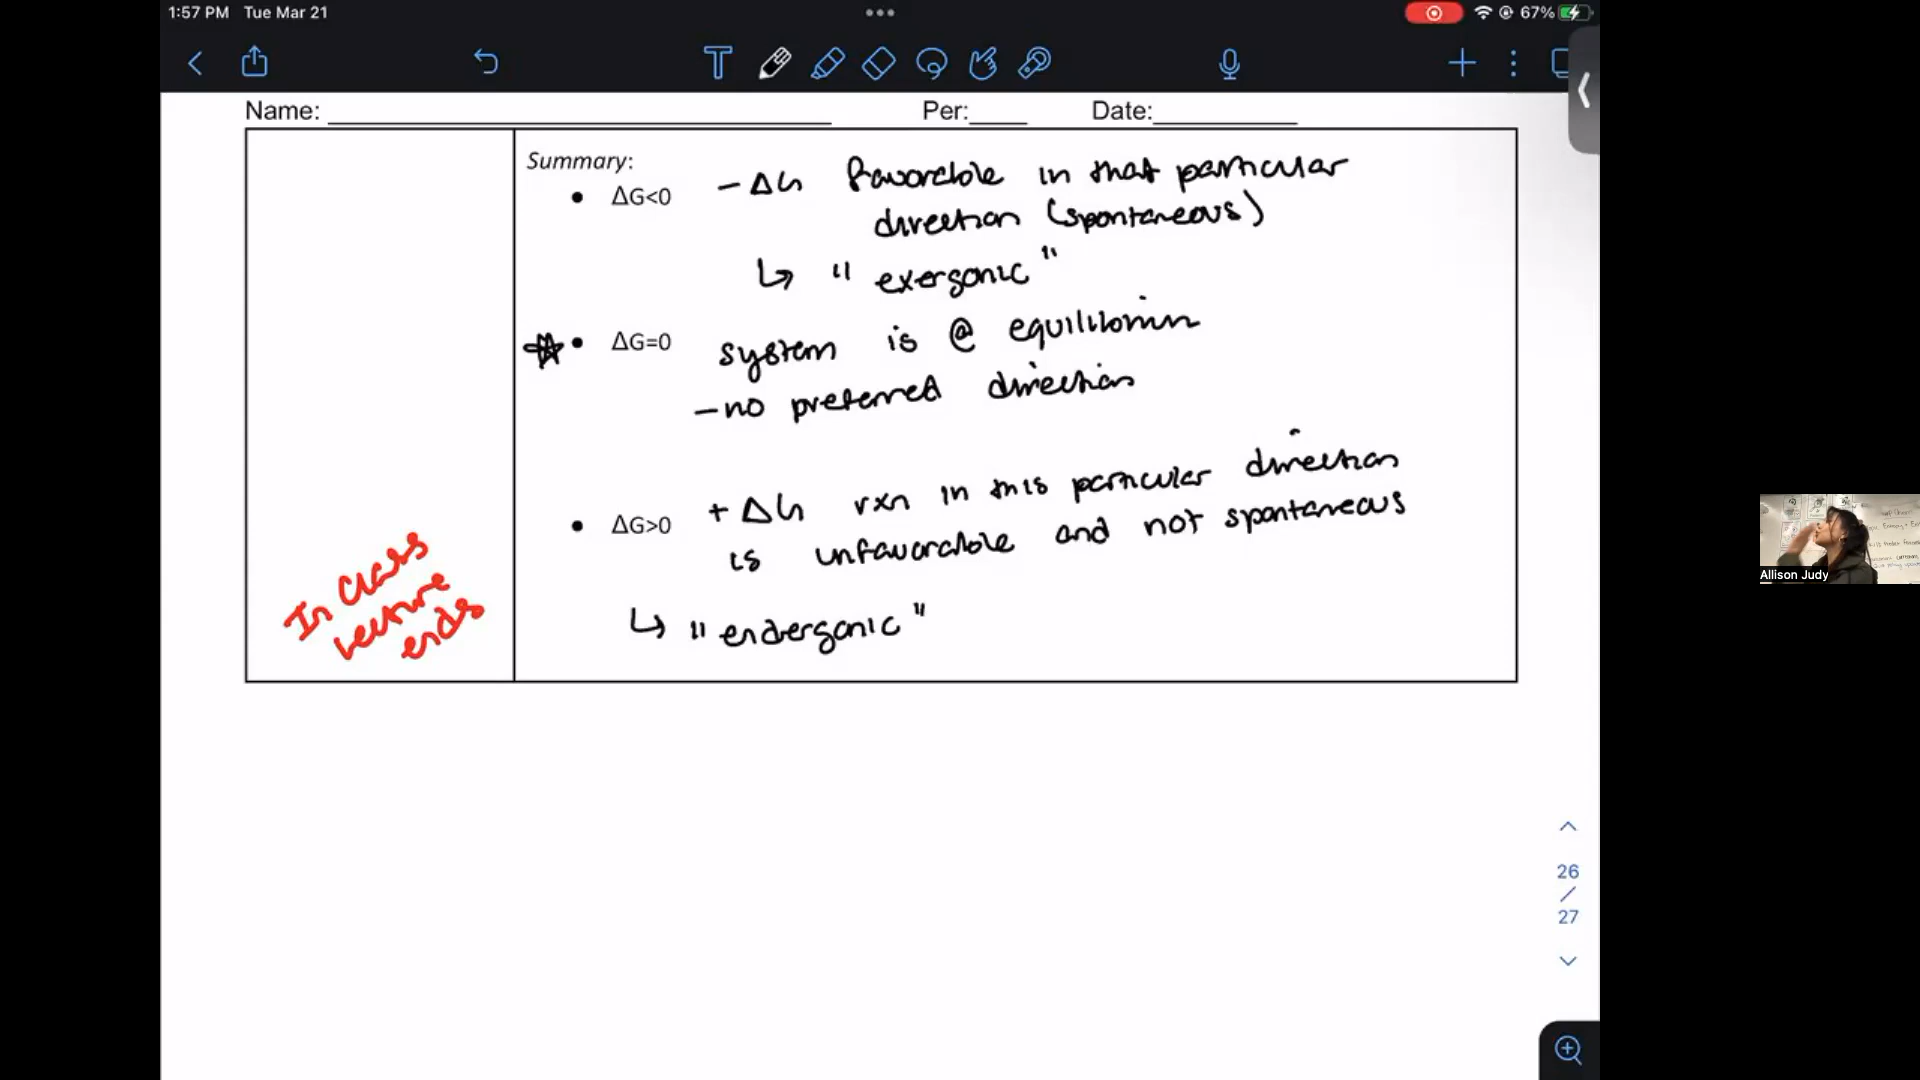 1:57 PM Tue Mar 21
67%
Name: Per: Date:
Summary:
• ΔG<0 - ΔG favorable in that particular
direction (spontaneous)
↳ "exergonic"
• ΔG=0 system is @ equilibrium
- no preferred direction
• ΔG>0 + ΔG rxn in this particular direction
is unfavorable and not spontaneous
↳ "endergonic"
In Class
Lecture
ends
26
/
27
Allison Judy